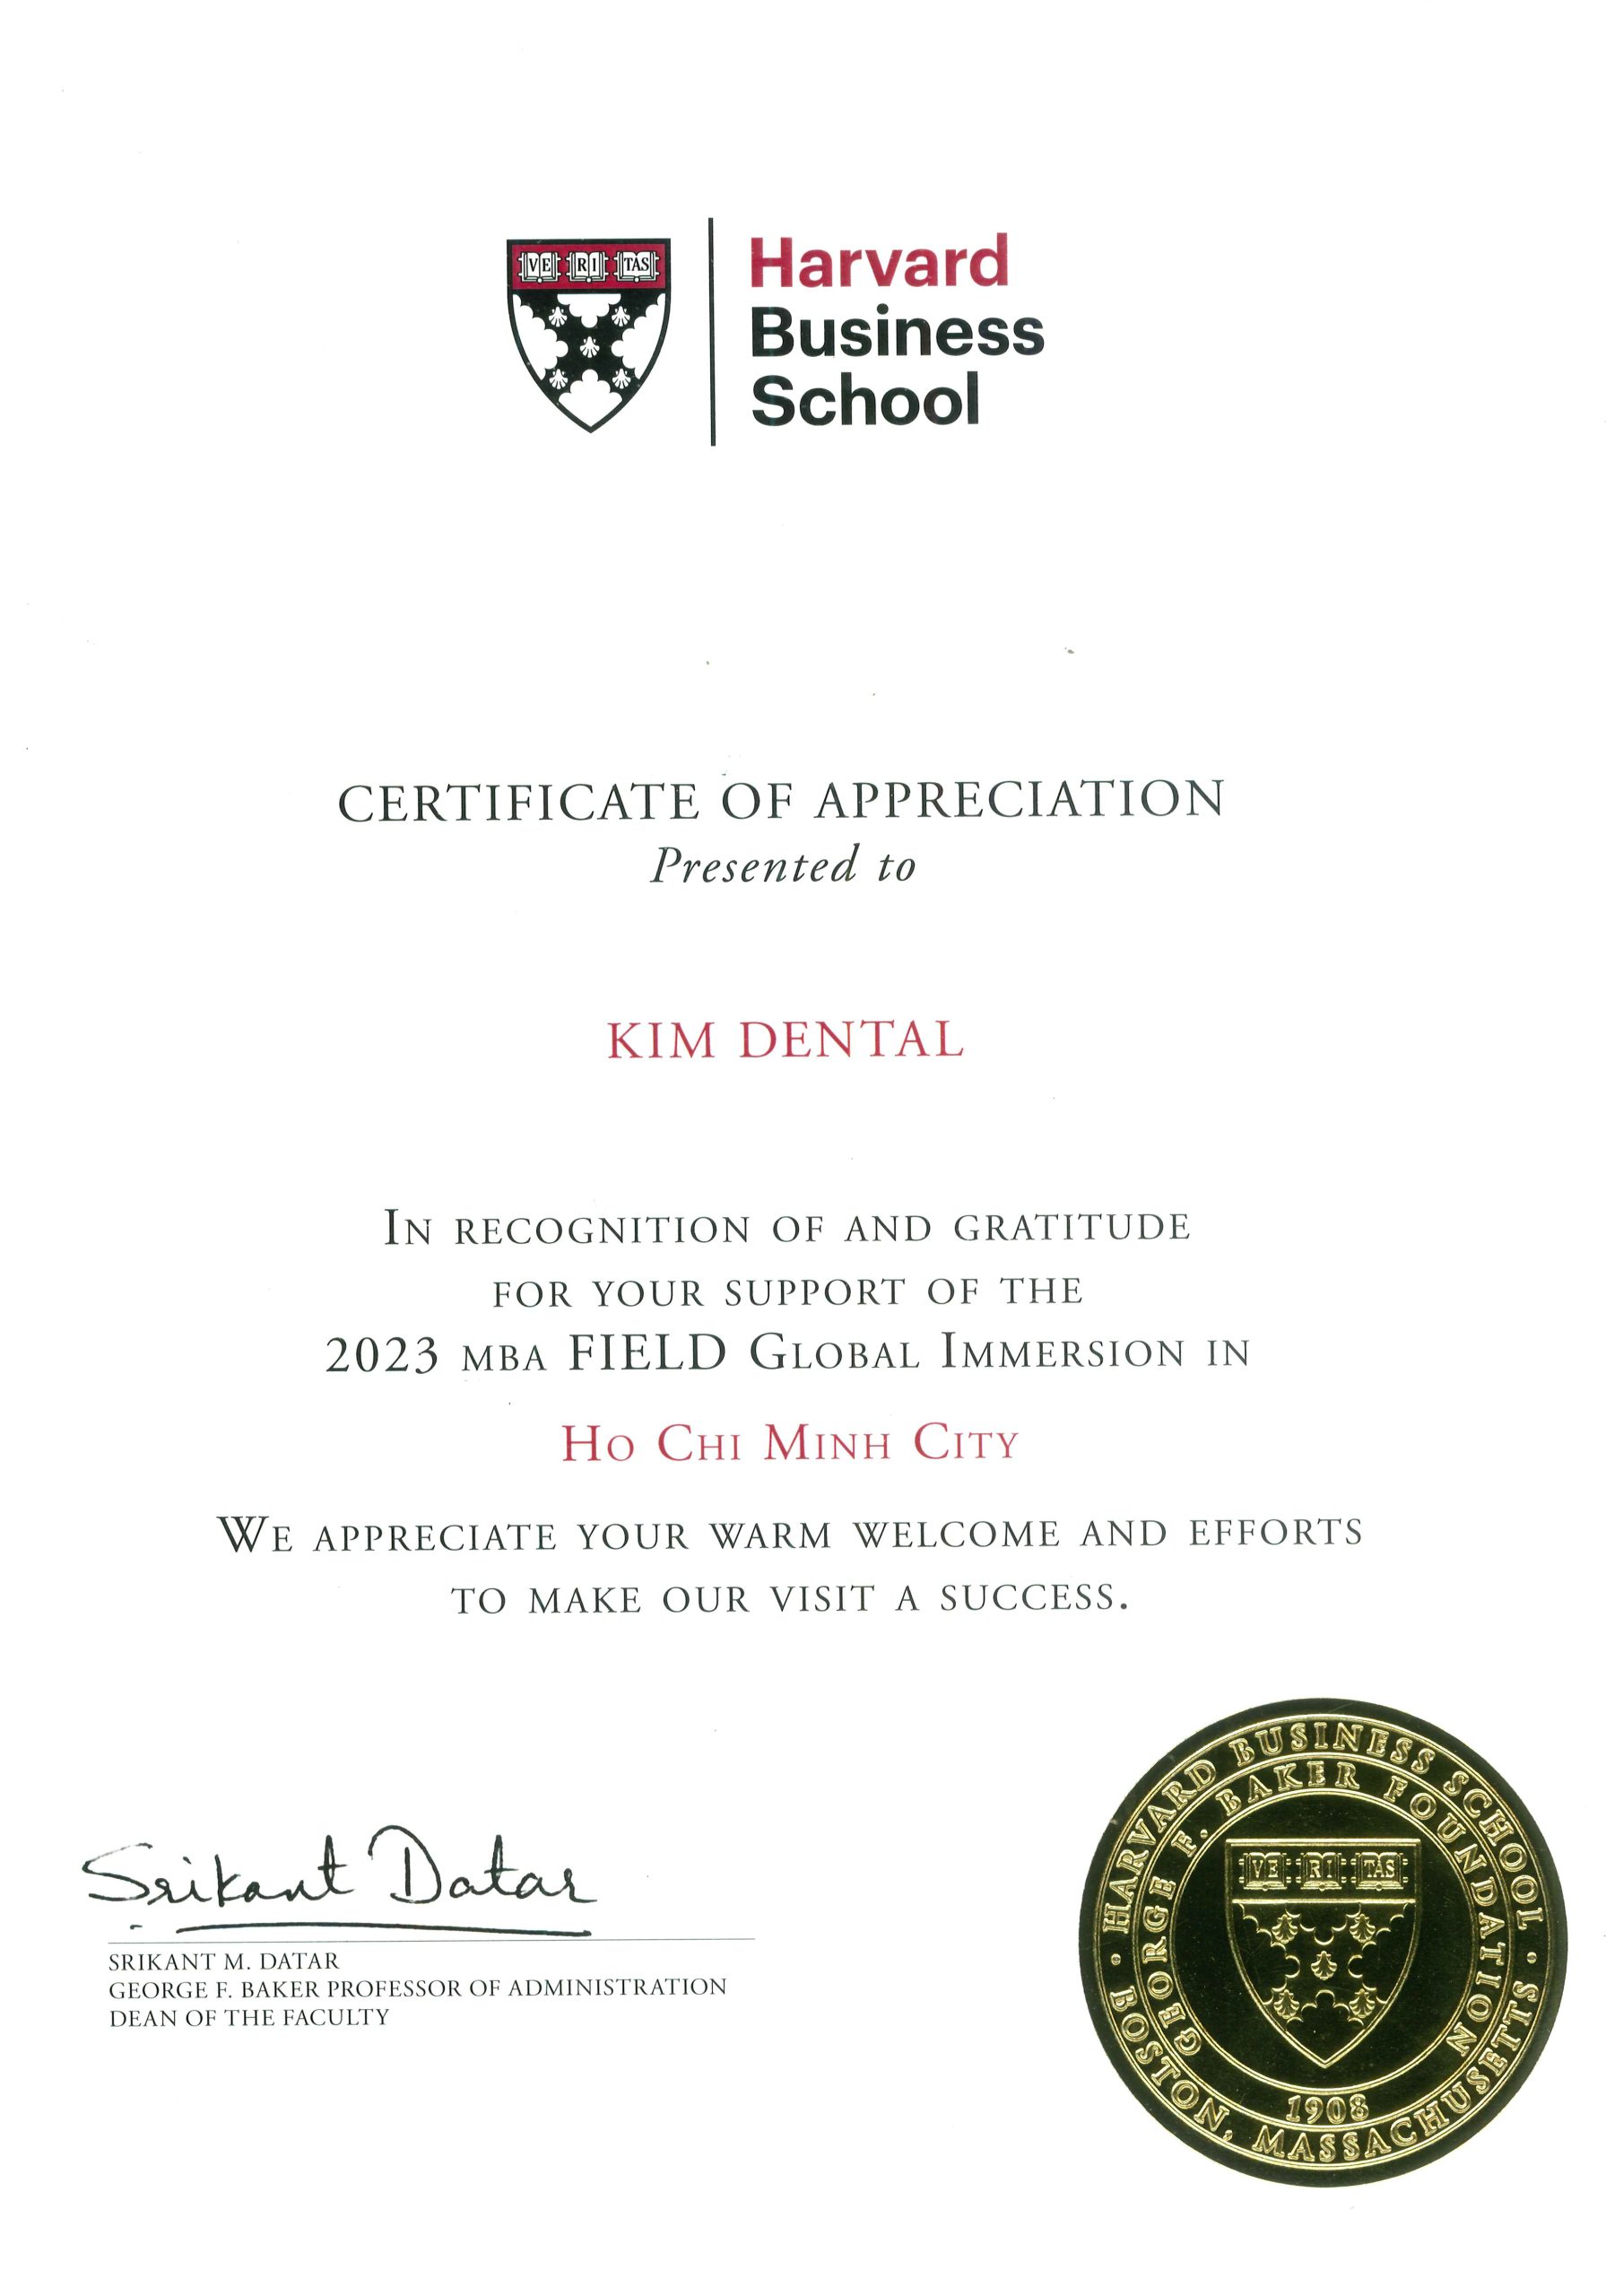 VE RI TAS
Harvard
Business
School
CERTIFICATE OF APPRECIATION
Presented to
KIM DENTAL
IN RECOGNITION OF AND GRATITUDE
FOR YOUR SUPPORT OF THE
2023 MBA FIELD GLOBAL IMMERSION IN
HO CHI MINH CITY
WE APPRECIATE YOUR WARM WELCOME AND EFFORTS
TO MAKE OUR VISIT A SUCCESS.
Srikant Datar
SRIKANT M. DATAR
GEORGE F. BAKER PROFESSOR OF ADMINISTRATION
DEAN OF THE FACULTY
· HARVARD BUSINESS SCHOOL ·
BOSTON, MASSACHUSETTS
GEORGE F. BAKER FOUNDATION
VE RI TAS
1908